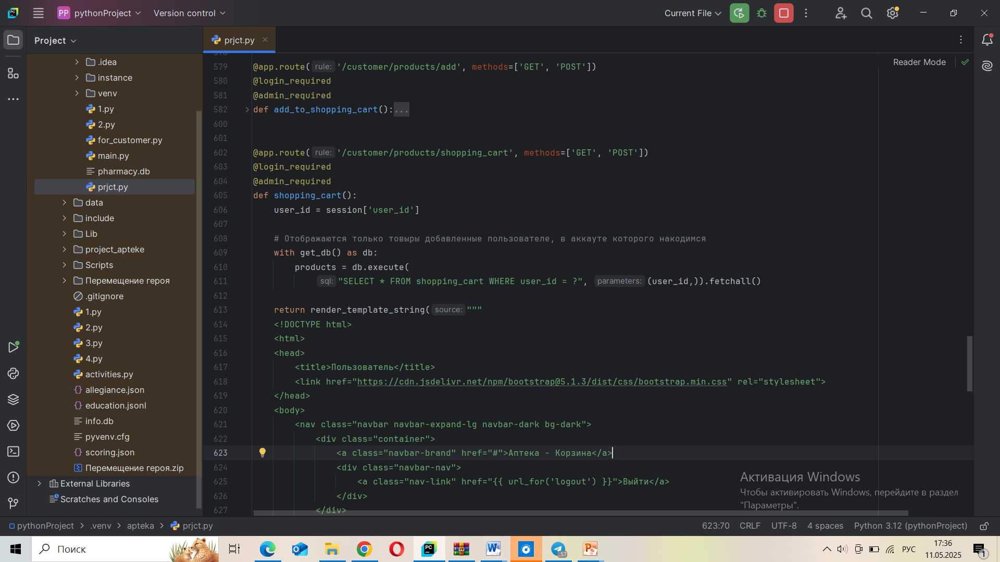 PC
PP pythonProject
Version control
Current File
Project
prjct.py
Reader Mode
.idea
instance
venv
1.py
2.py
for_customer.py
main.py
pharmacy.db
prjct.py
data
include
Lib
project_apteke
Scripts
Перемещение героя
.gitignore
1.py
2.py
3.py
4.py
activities.py
allegiance.json
education.jsonl
info.db
pyvenv.cfg
scoring.json
Перемещение героя.zip
External Libraries
Scratches and Consoles
579 @app.route( rule: '/customer/products/add', methods=['GET', 'POST'])
580 @login_required
581 @admin_required
582 def add_to_shopping_cart():...
600
601
602 @app.route( rule: '/customer/products/shopping_cart', methods=['GET', 'POST'])
603 @login_required
604 @admin_required
605 def shopping_cart():
606 user_id = session['user_id']
607
608 # Отображаются только товыры добавленные пользователе, в аккауте которого накодимся
609 with get_db() as db:
610 products = db.execute(
611 sql: "SELECT * FROM shopping_cart WHERE user_id = ?", parameters: (user_id,)).fetchall()
612
613 return render_template_string( source: """
614 <!DOCTYPE html>
615 <html>
616 <head>
617 <title>Пользователь</title>
618 <link href="https://cdn.jsdelivr.net/npm/bootstrap@5.1.3/dist/css/bootstrap.min.css" rel="stylesheet">
619 </head>
620 <body>
621 <nav class="navbar navbar-expand-lg navbar-dark bg-dark">
622 <div class="container">
623 <a class="navbar-brand" href="#">Аптека - Корзина</a>
624 <div class="navbar-nav">
625 <a class="nav-link" href="{{ url_for('logout') }}">Выйти</a>
626 </div>
627 </div>
Активация Windows
Чтобы активировать Windows, перейдите в раздел
"Параметры".
pythonProject > .venv > apteka > prjct.py
623:70 CRLF UTF-8 4 spaces Python 3.12 (pythonProject)
Поиск
PC
57
РУС
17:36
11.05.2025
1